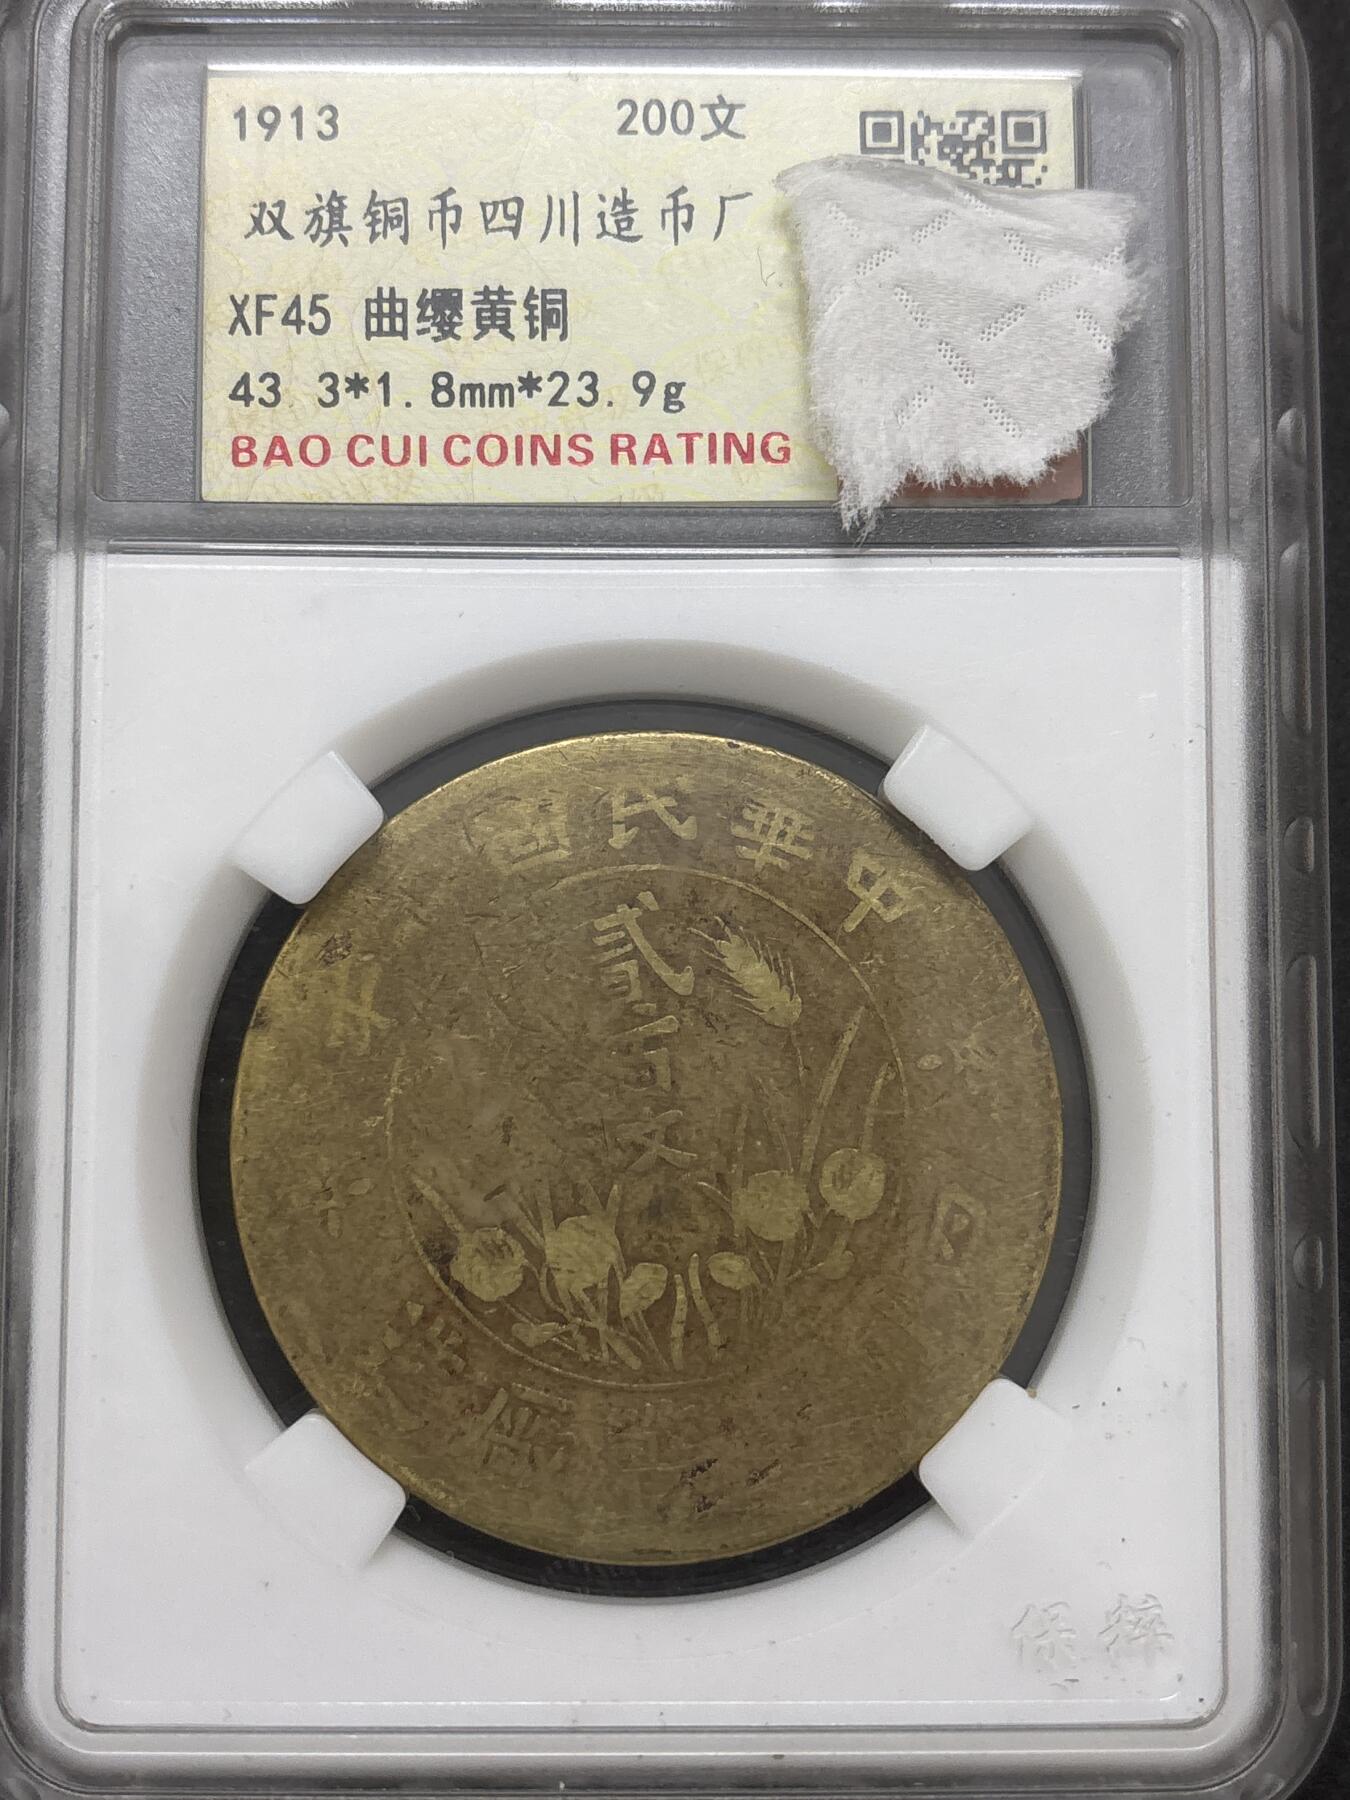 1913 200文
双旗铜币四川造币厂
XF45 曲缨黄铜
43 3*1.8mm*23.9g
BAO CUI COINS RATING
中華民國
貳百文
保粹